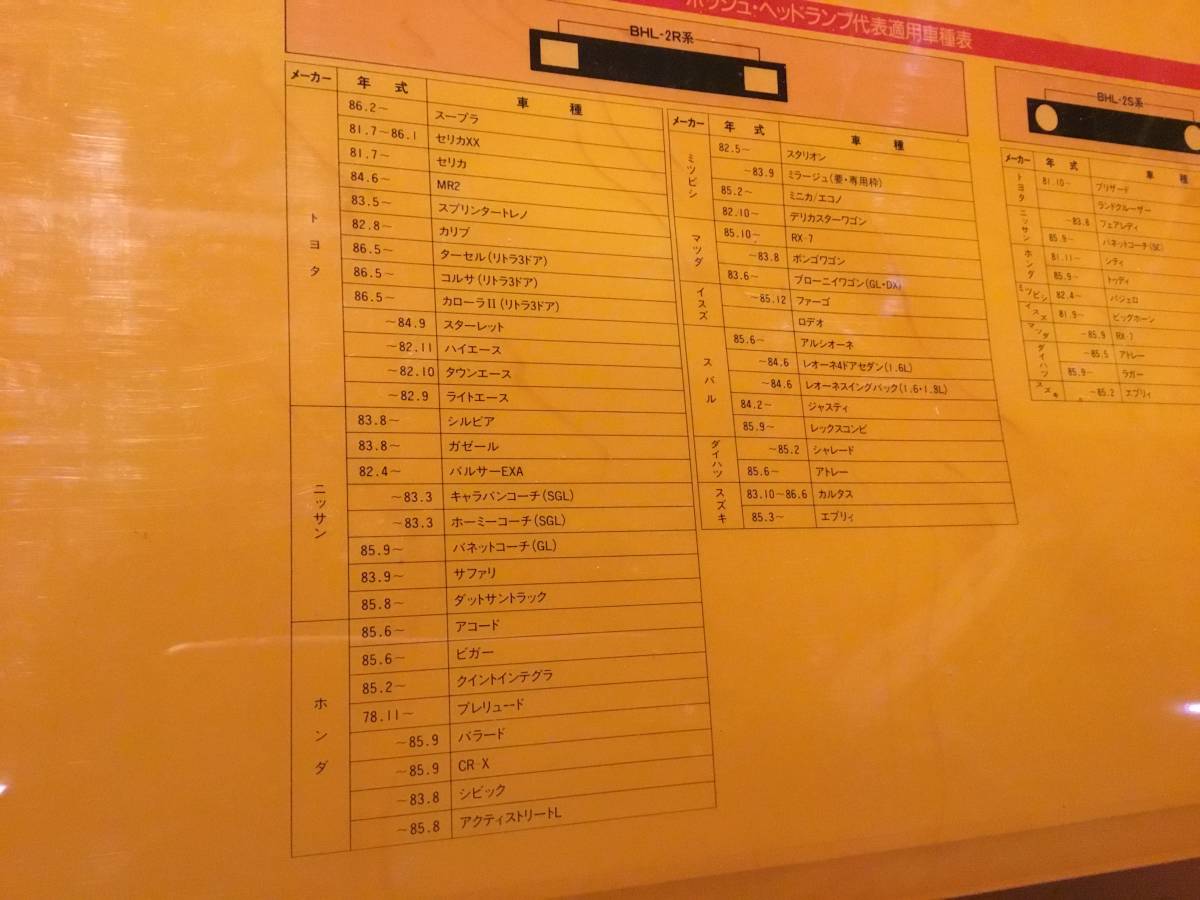 ボッシュ・ヘッドランプ代表適用車種表
BHL-2R系
メーカー 年式 車種
トヨタ
86.2～ スープラ
81.7～86.1 セリカXX
81.7～ セリカ
84.6～ MR2
83.5～ スプリンタートレノ
82.8～ カリブ
86.5～ ターセル(リトラ3ドア)
86.5～ コルサ(リトラ3ドア)
86.5～ カローラII(リトラ3ドア)
～84.9 スターレット
～82.11 ハイエース
～82.10 タウンエース
～82.9 ライトエース
ニッサン
83.8～ シルビア
83.8～ ガゼール
82.4～ パルサーEXA
～83.3 キャラバンコーチ(SGL)
～83.3 ホーミーコーチ(SGL)
85.9～ バネットコーチ(GL)
83.9～ サファリ
85.8～ ダットサントラック
ホンダ
85.6～ アコード
85.6～ ビガー
85.2～ クイントインテグラ
78.11～ プレリュード
～85.9 バラード
～85.9 CR-X
～83.8 シビック
～85.8 アクティストリートL
メーカー 年式 車種
ミツビシ
82.5～ スタリオン
～83.9 ミラージュ(要・専用枠)
85.2～ ミニカ/エコノ
82.10～ デリカスターワゴン
マツダ
85.10～ RX-7
～83.8 ボンゴワゴン
83.6～ ブローニイワゴン(GL・DX)
イスズ
～85.12 ファーゴ
ロデオ
スバル
85.6～ アルシオーネ
～84.6 レオーネ4ドアセダン(1.6L)
～84.6 レオーネスイングバック(1.6・1.8L)
84.2～ ジャスティ
85.9～ レックスコンビ
ダイハツ
～85.2 シャレード
85.6～ アトレー
スズキ
83.10～86.6 カルタス
85.3～ エブリィ
BHL-2S系
メーカー 年式 車種
トヨタ
81.10～ ブリザード
ランドクルーザー
ニッサン
～83.8 フェアレディ
85.9～ バネットコーチ(SC)
ホンダ
81.11～ シティ
85.9～ トゥディ
ミツビシ
82.4～ パジェロ
イスズ
81.9～ ビッグホーン
マツダ
～85.9 RX-7
ダイハツ
～85.5 アトレー
85.9～ ラガー
スズキ
～85.2 エブリィ